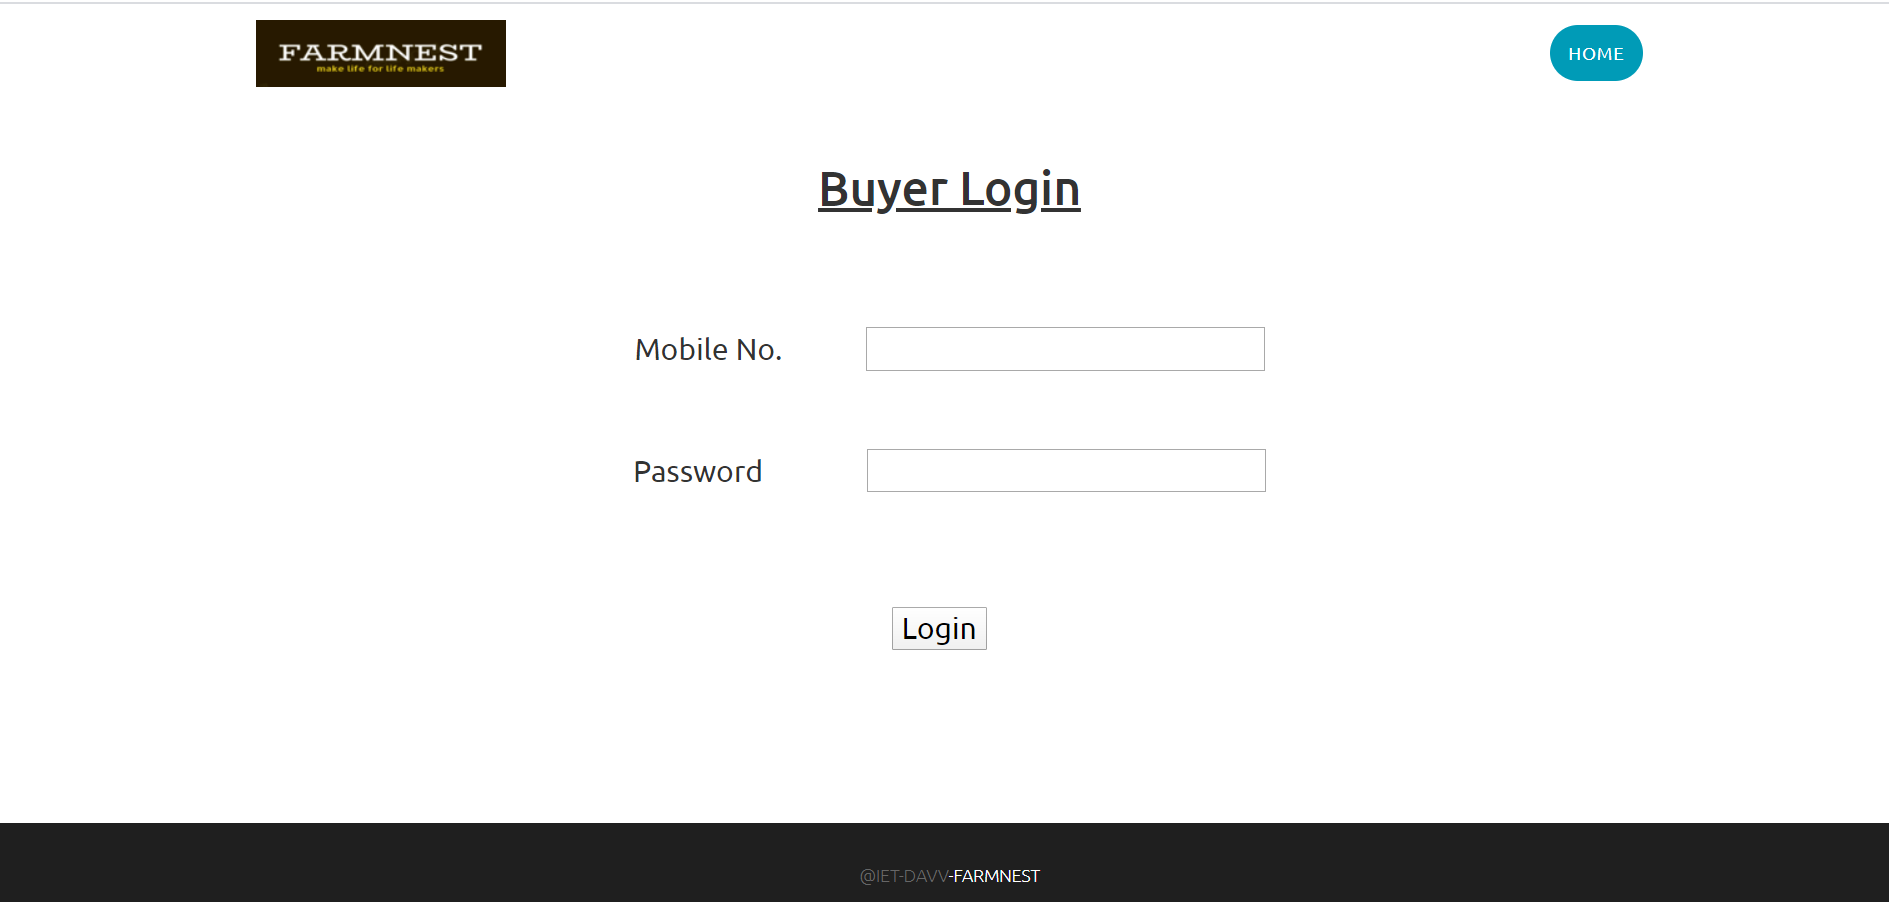 FARMNEST
make life for life makers
HOME
Buyer Login
Mobile No.
Password
Login
@IET-DAVV-FARMNEST